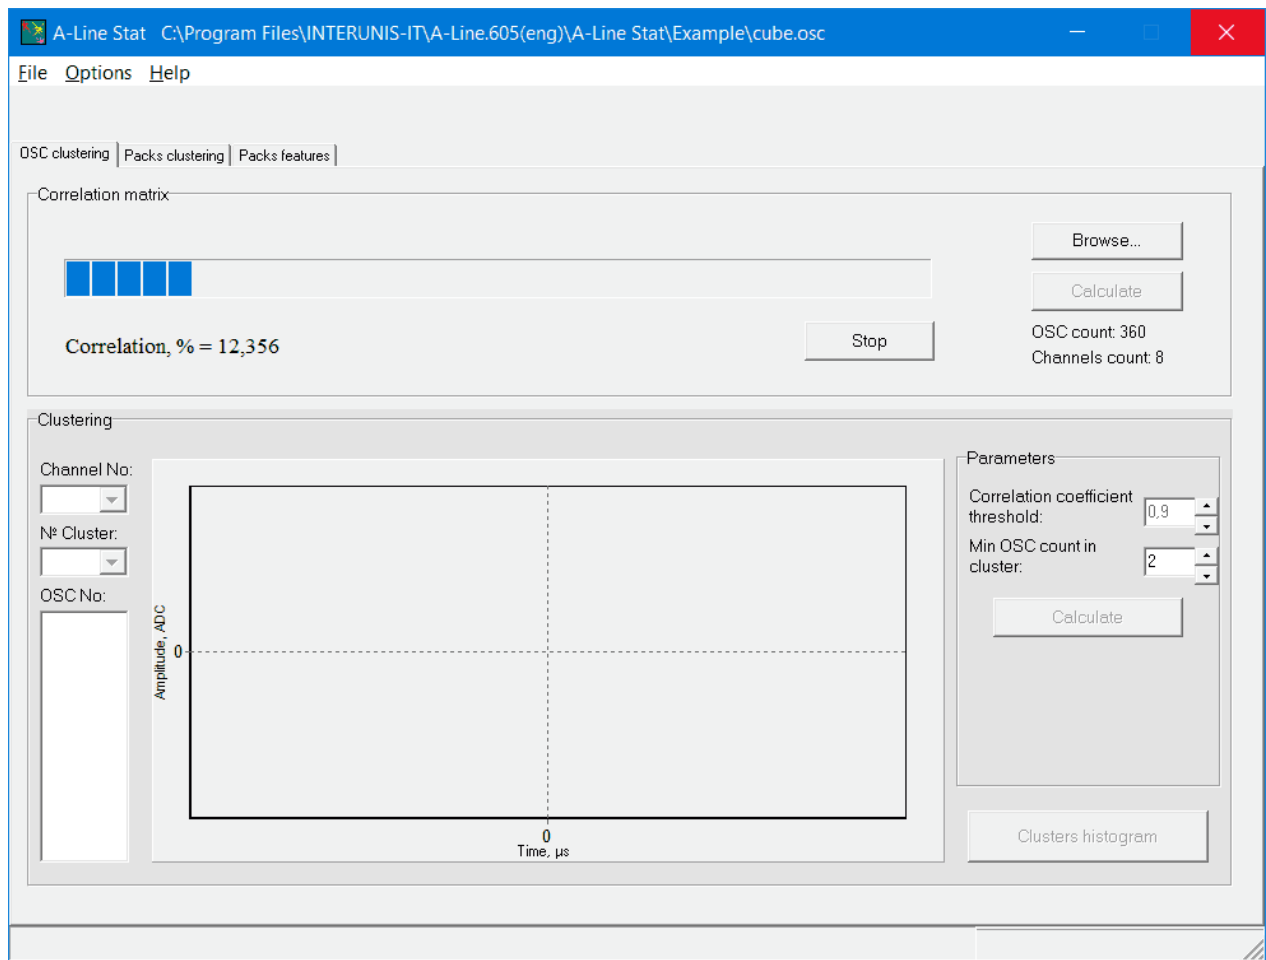 A-Line Stat C:\Program Files\INTERUNIS-IT\A-Line.605(eng)\A-Line Stat\Example\cube.osc
File Options Help
OSC clustering Packs clustering Packs features
Correlation matrix
Browse...
Calculate
Correlation, % = 12,356
Stop
OSC count: 360
Channels count: 8
Clustering
Channel No:
№ Cluster:
OSC No:
Amplitude, ADC
0
0
Time, µs
Parameters
Correlation coefficient
threshold:
0,9
Min OSC count in
cluster:
2
Calculate
Clusters histogram